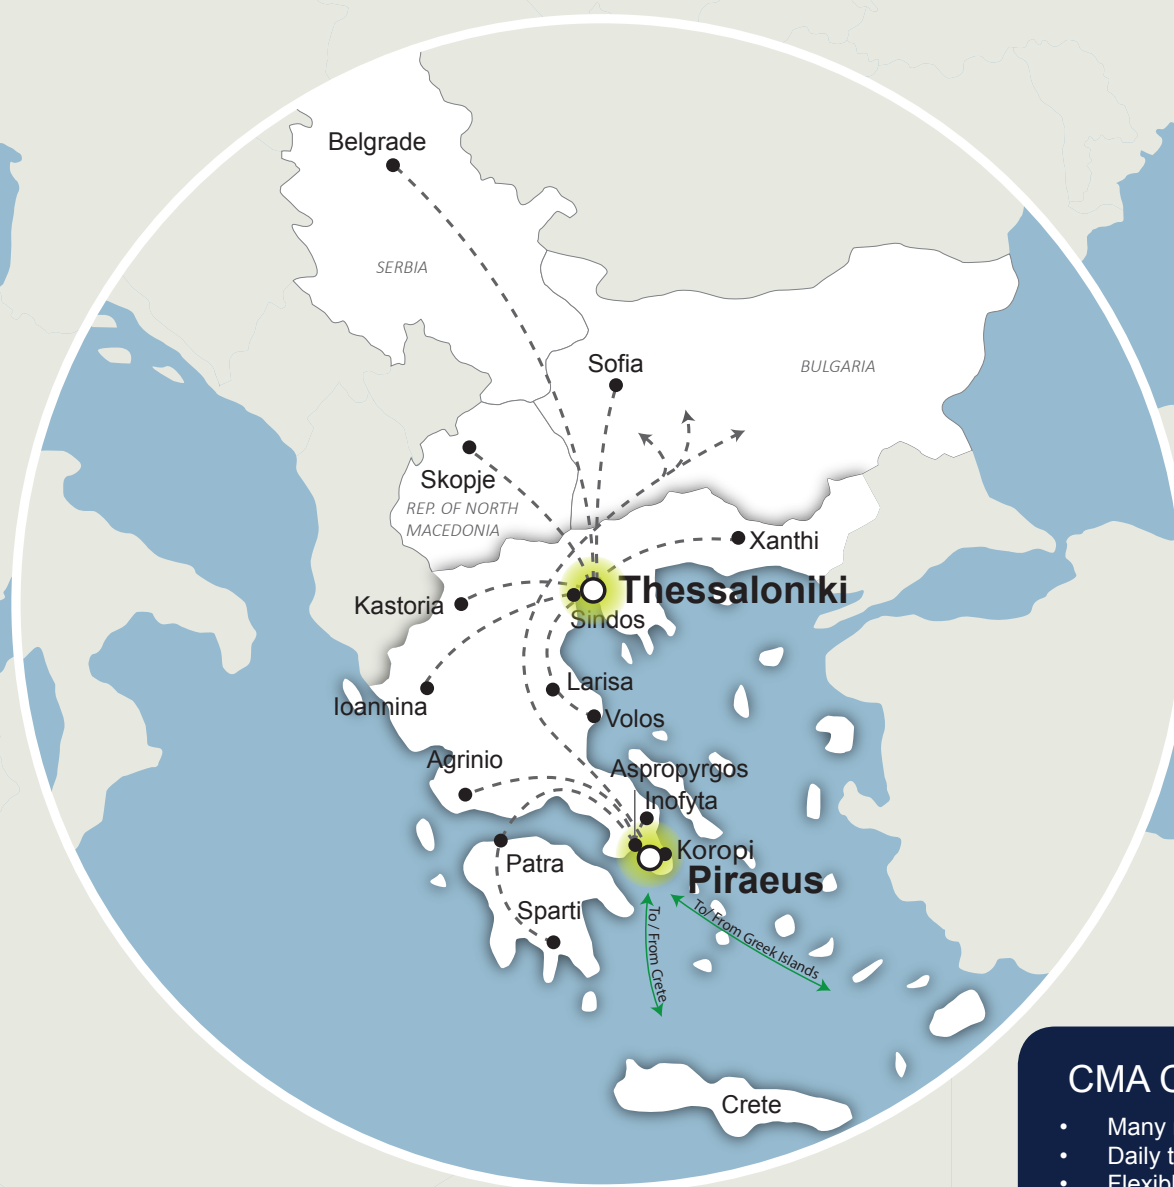 Belgrade
SERBIA
Sofia
BULGARIA
Skopje
REP. OF NORTH
MACEDONIA
Xanthi
Thessaloniki
Kastoria
Sindos
Larisa
Ioannina
Volos
Agrinio
Aspropyrgos
Inofyta
Koropi
Patra
Piraeus
Sparti
To / From Crete
To/ From Greek Islands
Crete
CMA
Many
Daily